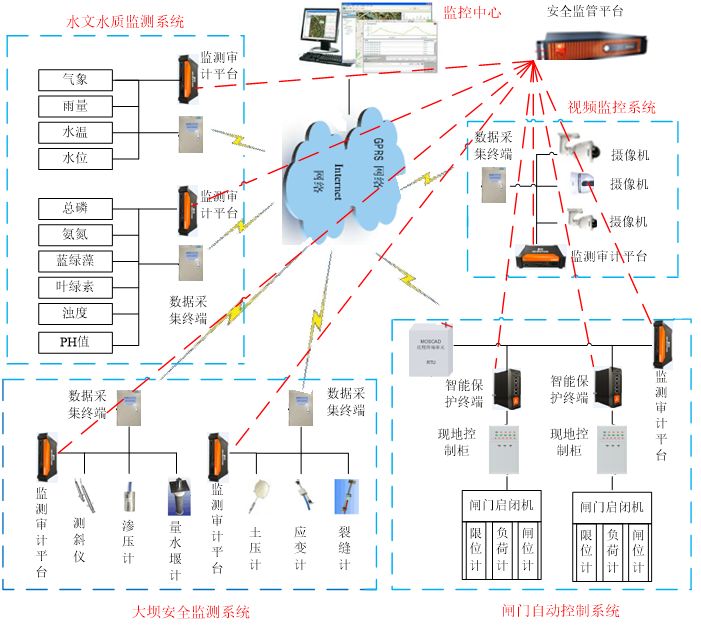 水文水质监测系统
监测审
计平台
气象
雨量
水温
水位
监测审
计平台
总磷
氨氮
蓝绿藻
叶绿素
浊度
PH值
数据采
集终端
监控中心
安全监管平台
GPRS 网络
Internet
网络
视频监控系统
数据采
集终端
摄像机
摄像机
摄像机
监测审计平台
数据采
集终端
数据采
集终端
监测审计平台
测斜仪
渗压计
量水堰计
监测审计平台
土压计
应变计
裂缝计
大坝安全监测系统
MOSCAD
RTU
智能保
护终端
智能保
护终端
监测审计平台
现地控
制柜
现地控
制柜
闸门启闭机
限位计
负荷计
闸位计
闸门启闭机
限位计
负荷计
闸位计
闸门自动控制系统